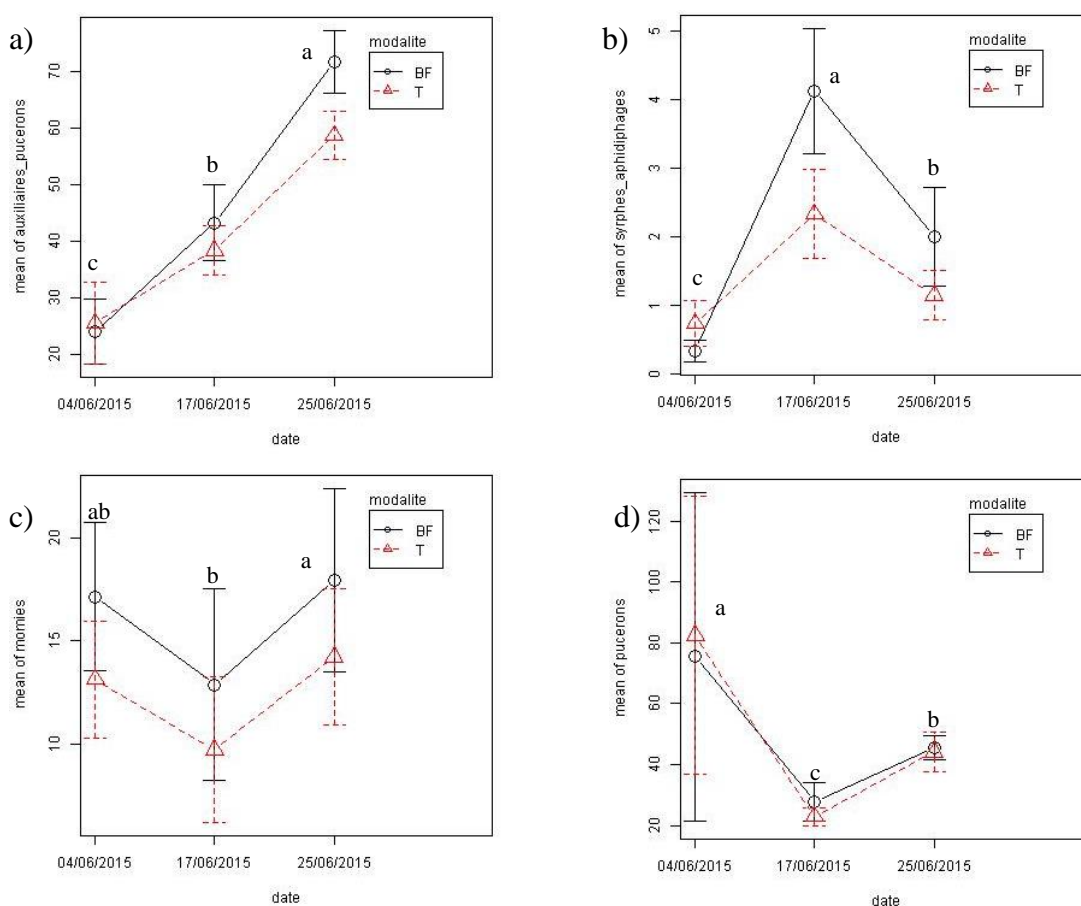 a)
mean of auxiliaires_pucerons
70
60
50
40
30
20
c
b
a
modalite
BF
T
04/06/2015 17/06/2015 25/06/2015
date
b)
mean of syrphes_aphidiphages
5
4
3
2
1
0
c
a
b
modalite
BF
T
04/06/2015 17/06/2015 25/06/2015
date
c)
mean of momies
20
15
10
ab
b
a
modalite
BF
T
04/06/2015 17/06/2015 25/06/2015
date
d)
mean of pucerons
120
100
80
60
40
20
a
c
b
modalite
BF
T
04/06/2015 17/06/2015 25/06/2015
date